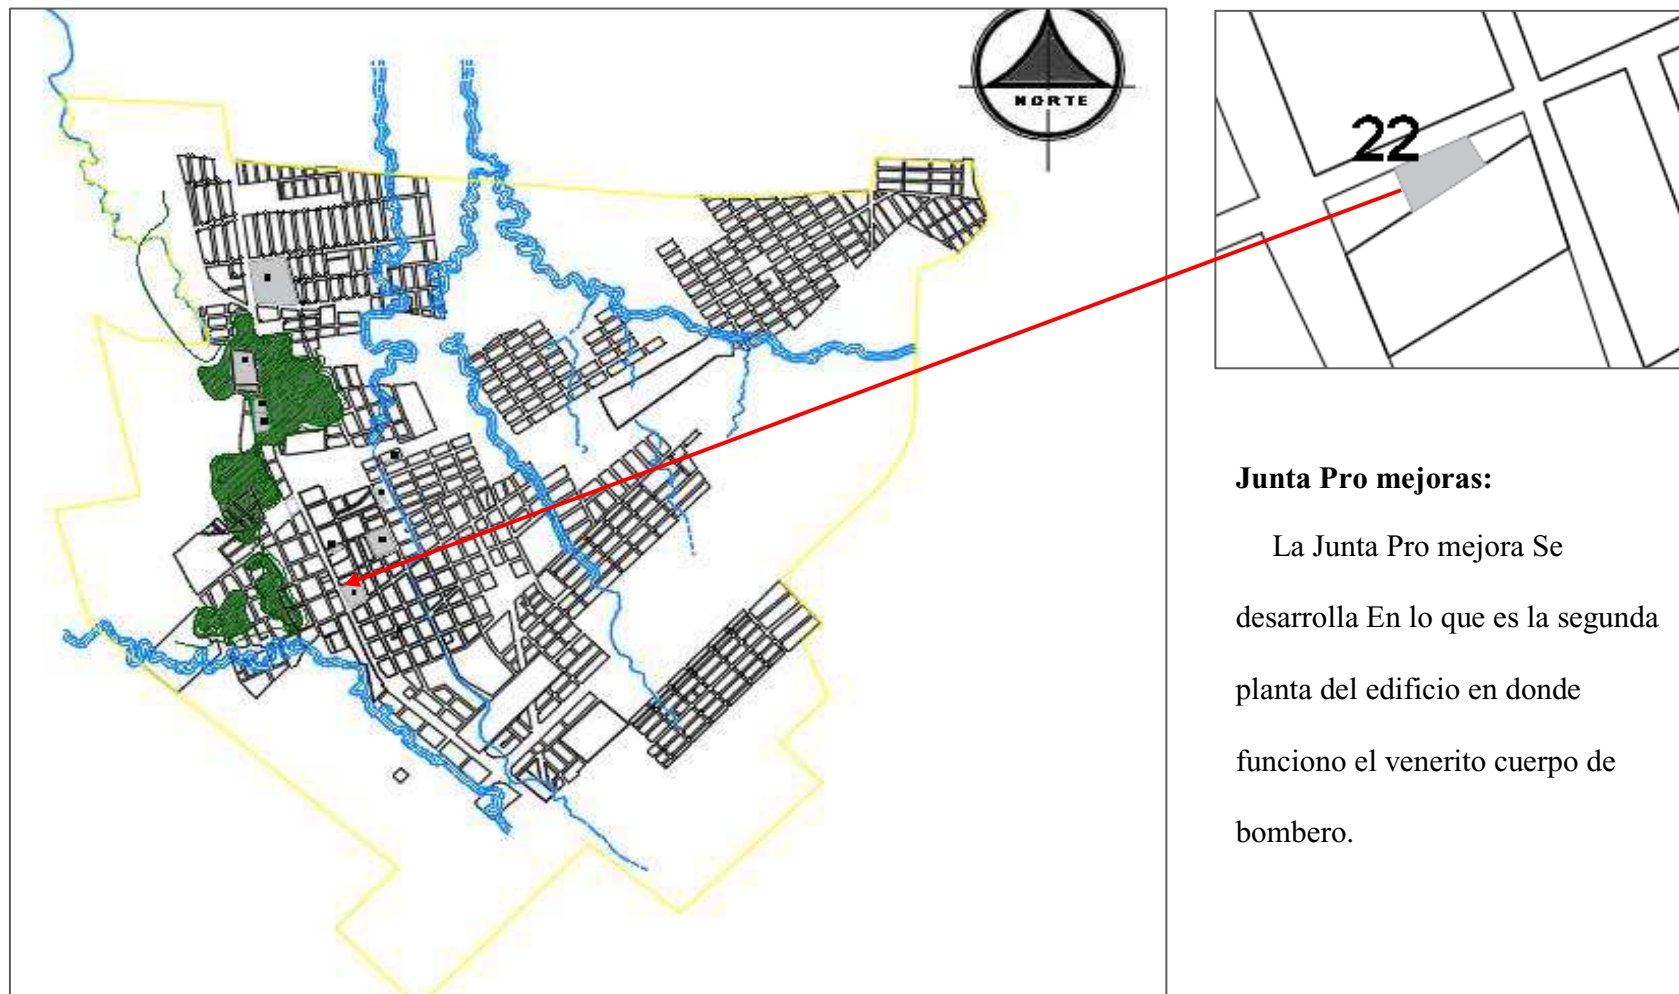 NORTE
22
Junta Pro mejoras:
La Junta Pro mejora Se
desarrolla En lo que es la segunda
planta del edificio en donde
funciono el venerito cuerpo de
bombero.